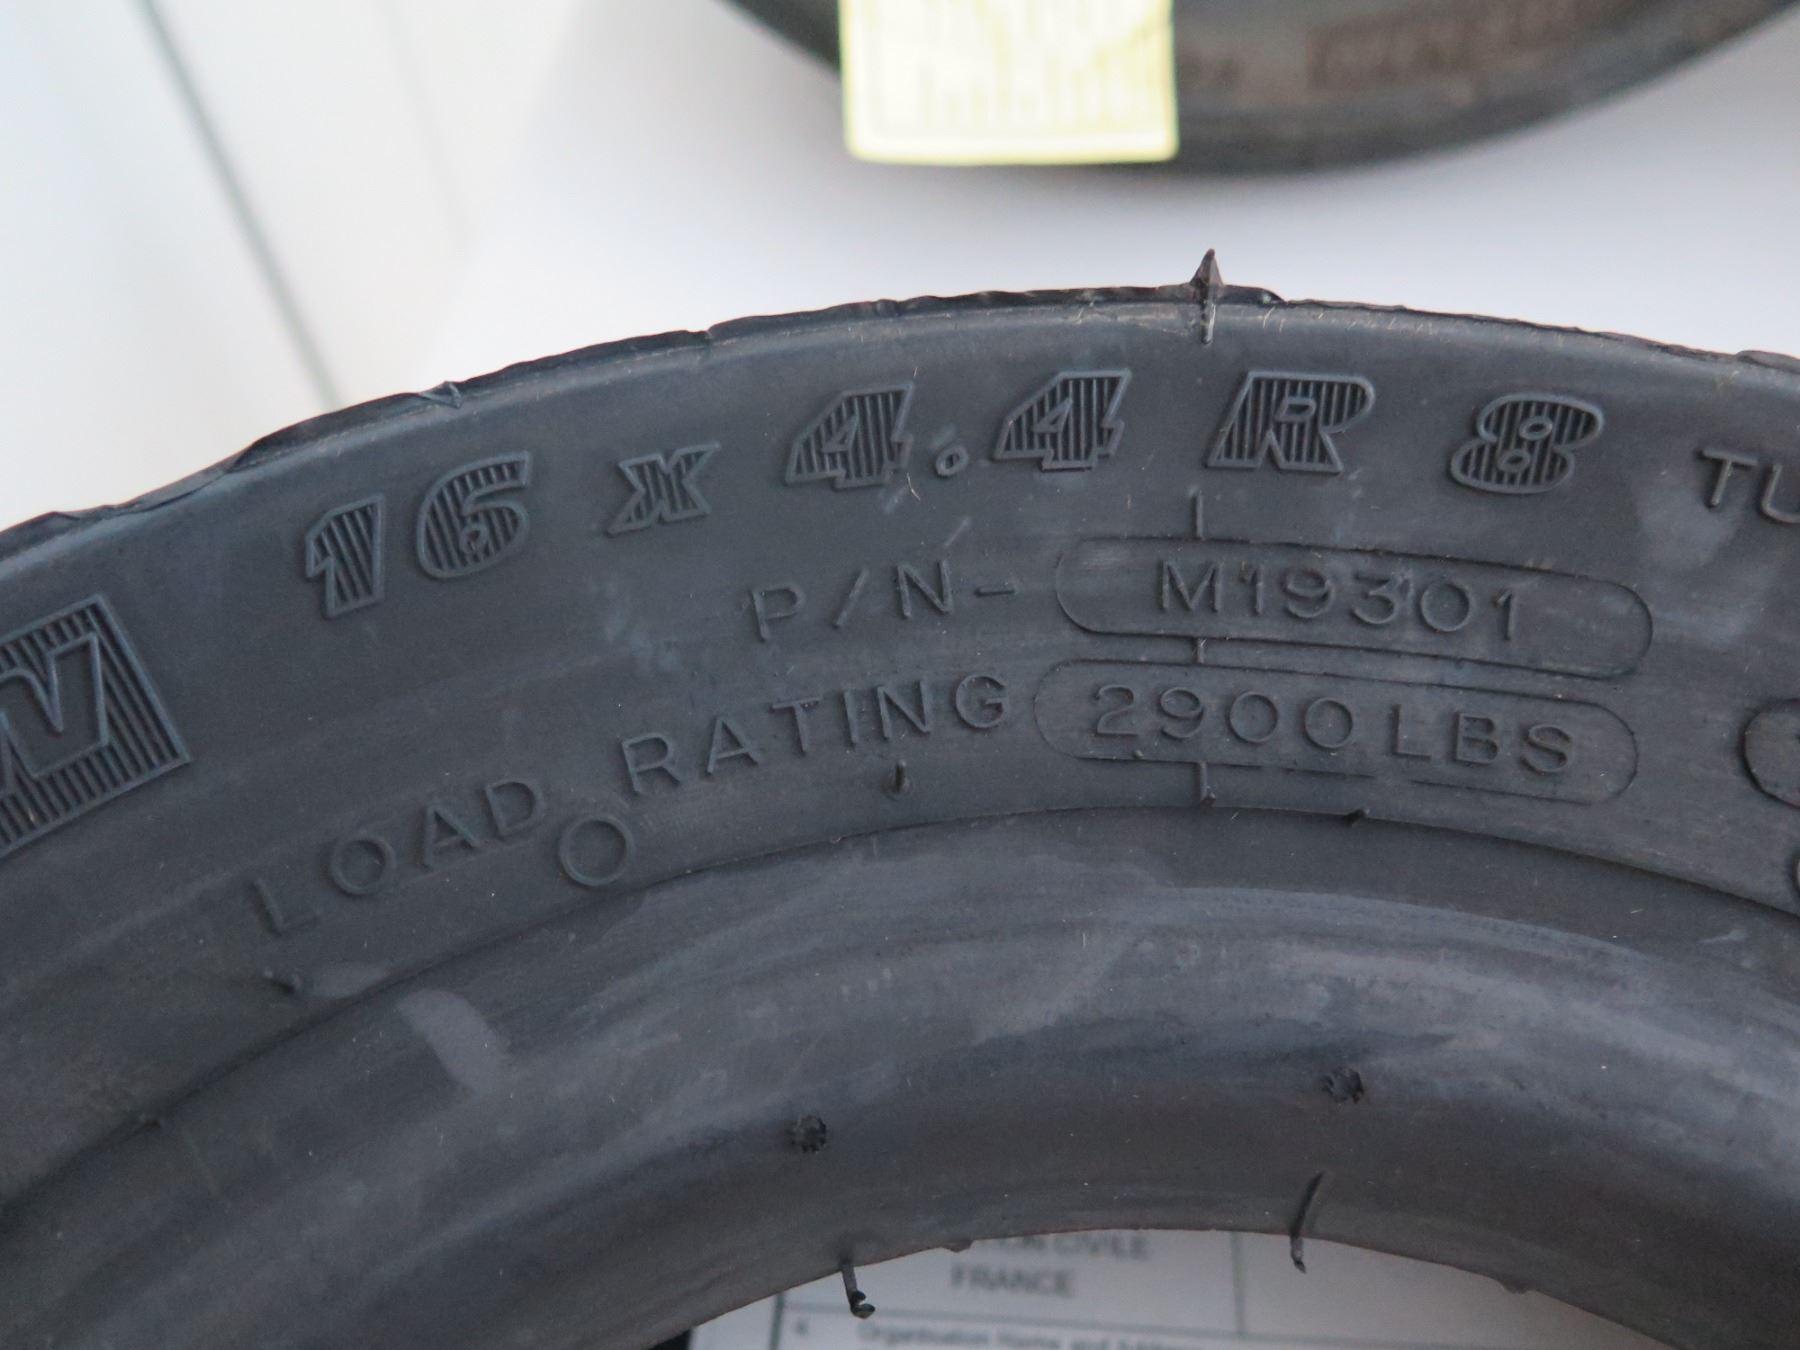 16 x 4.4 R 8
P/N- M19301
LOAD RATING 2900 LBS
FRANCE